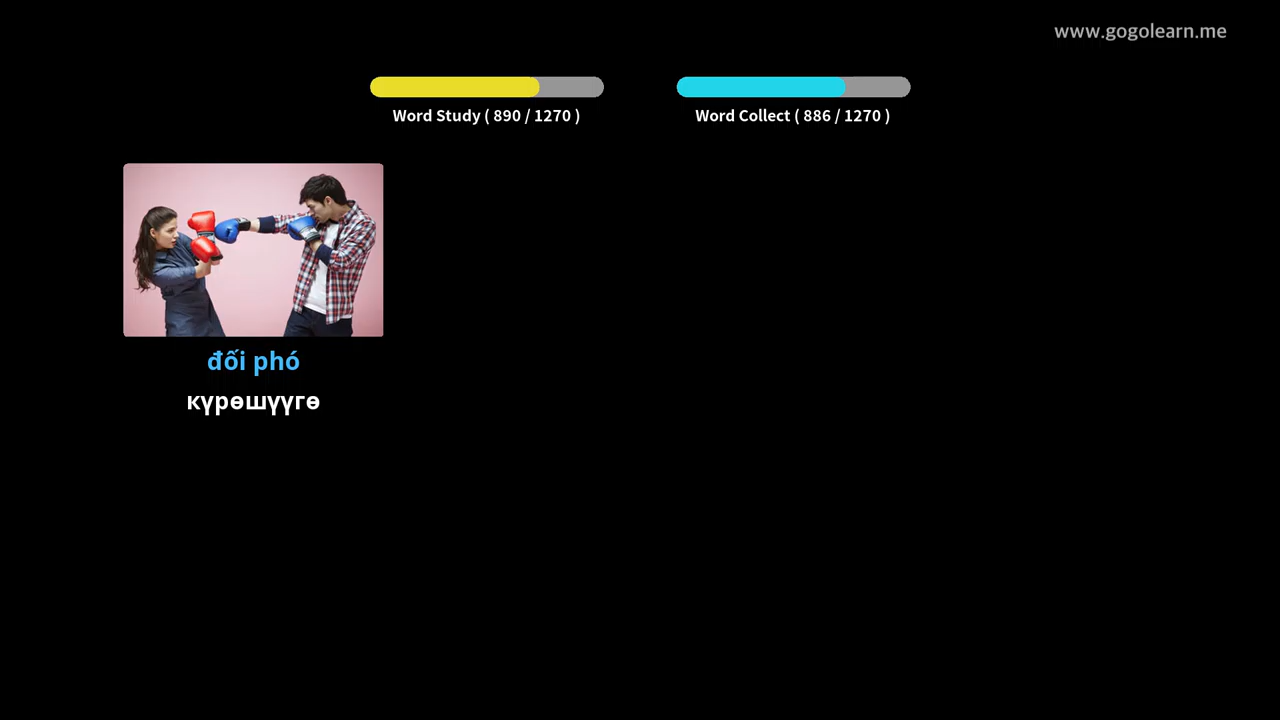 www.gogolearn.me
Word Study ( 890 / 1270 )
Word Collect ( 886 / 1270 )
đối phó
күрөшүүгө